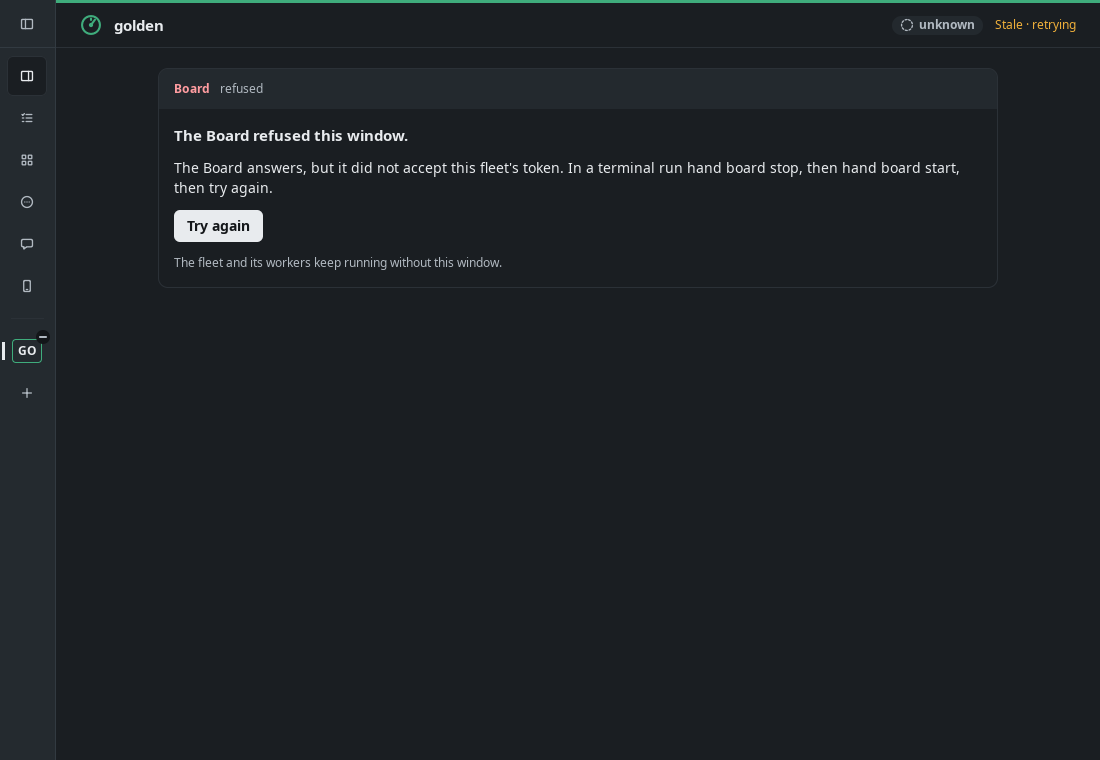 golden
unknown
Stale · retrying
Board refused
The Board refused this window.
The Board answers, but it did not accept this fleet's token. In a terminal run hand board stop, then hand board start,
then try again.
Try again
The fleet and its workers keep running without this window.
GO